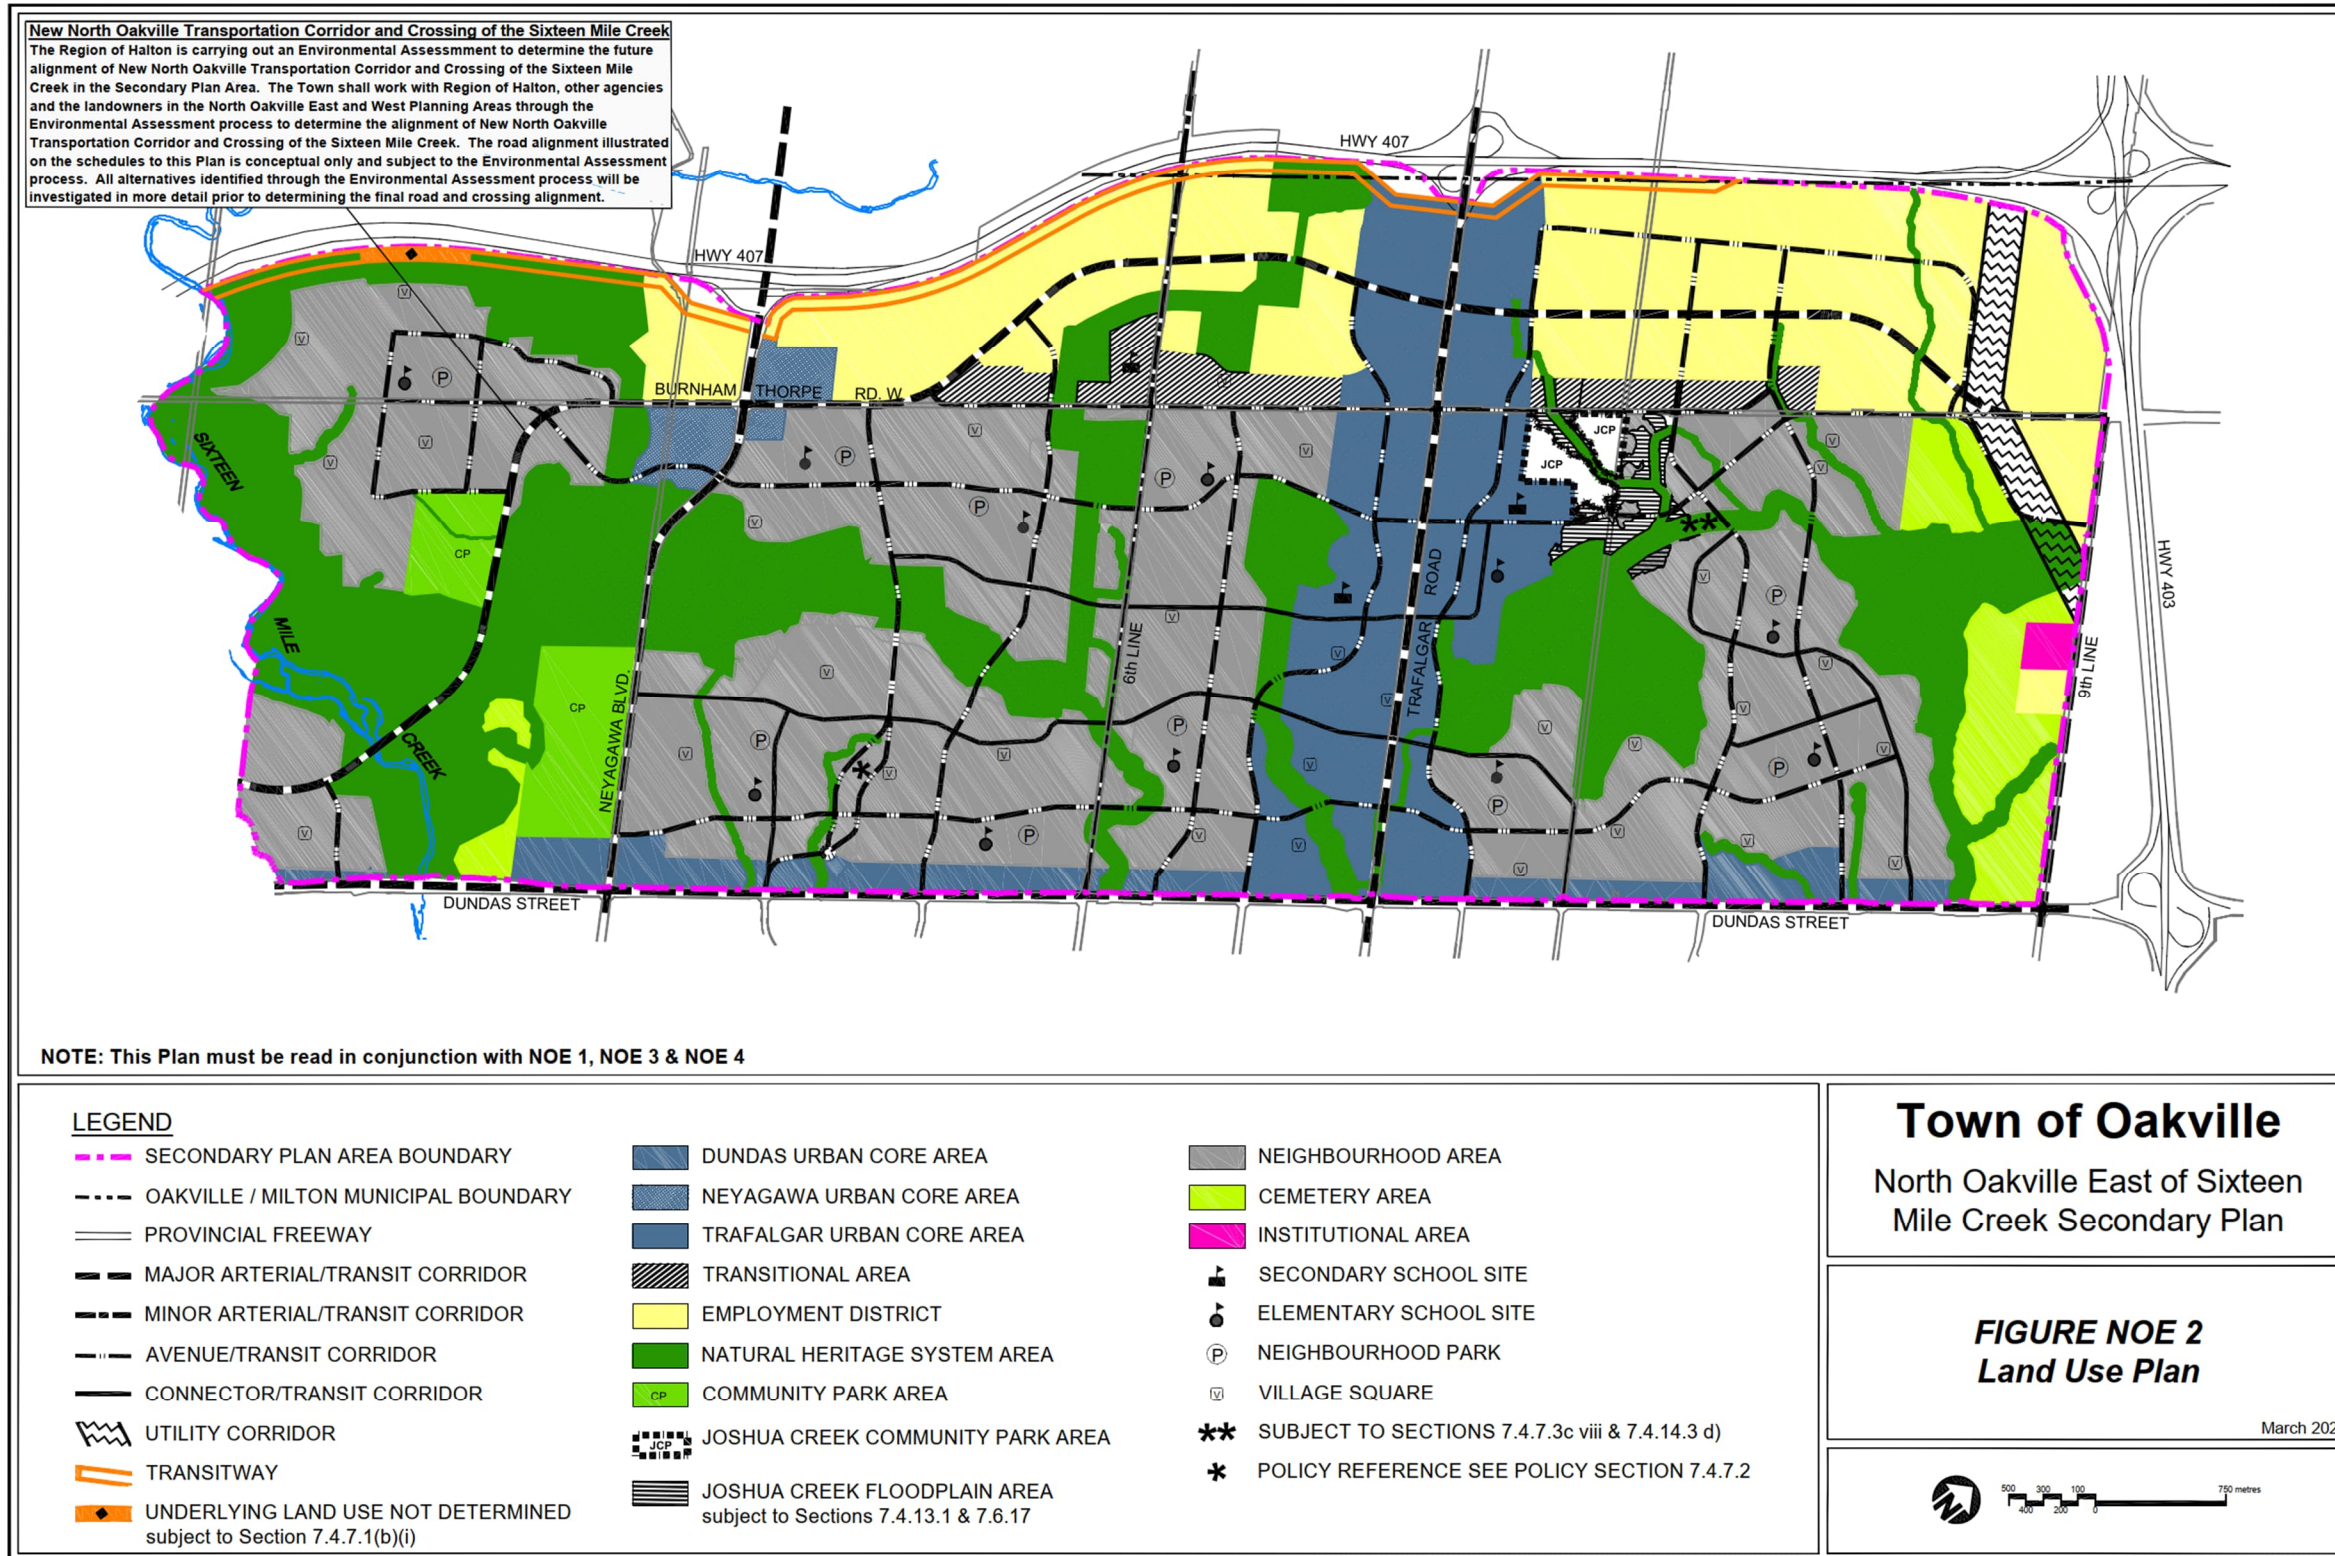 New North Oakville Transportation Corridor and Crossing of the Sixteen Mile Creek
The Region of Halton is carrying out an Environmental Assessmment to determine the future
alignment of New North Oakville Transportation Corridor and Crossing of the Sixteen Mile
Creek in the Secondary Plan Area. The Town shall work with Region of Halton, other agencies
and the landowners in the North Oakville East and West Planning Areas through the
Environmental Assessment process to determine the alignment of New North Oakville
Transportation Corridor and Crossing of the Sixteen Mile Creek. The road alignment illustrated
on the schedules to this Plan is conceptual only and subject to the Environmental Assessment
process. All alternatives identified through the Environmental Assessment process will be
investigated in more detail prior to determining the final road and crossing alignment.
HWY 407
HWY 407
BURNHAM THORPE RD. W
SIXTEEN
MILE
CREEK
JCP
JCP
CP
CP
NEYAGAWA BLVD.
6th LINE
TRAFALGAR ROAD
HWY 403
9th LINE
DUNDAS STREET
DUNDAS STREET
NOTE: This Plan must be read in conjunction with NOE 1, NOE 3 & NOE 4
LEGEND
SECONDARY PLAN AREA BOUNDARY
OAKVILLE / MILTON MUNICIPAL BOUNDARY
PROVINCIAL FREEWAY
MAJOR ARTERIAL/TRANSIT CORRIDOR
MINOR ARTERIAL/TRANSIT CORRIDOR
AVENUE/TRANSIT CORRIDOR
CONNECTOR/TRANSIT CORRIDOR
UTILITY CORRIDOR
TRANSITWAY
UNDERLYING LAND USE NOT DETERMINED
subject to Section 7.4.7.1(b)(i)
DUNDAS URBAN CORE AREA
NEYAGAWA URBAN CORE AREA
TRAFALGAR URBAN CORE AREA
TRANSITIONAL AREA
EMPLOYMENT DISTRICT
NATURAL HERITAGE SYSTEM AREA
CP COMMUNITY PARK AREA
JCP JOSHUA CREEK COMMUNITY PARK AREA
JOSHUA CREEK FLOODPLAIN AREA
subject to Sections 7.4.13.1 & 7.6.17
NEIGHBOURHOOD AREA
CEMETERY AREA
INSTITUTIONAL AREA
SECONDARY SCHOOL SITE
ELEMENTARY SCHOOL SITE
P NEIGHBOURHOOD PARK
V VILLAGE SQUARE
** SUBJECT TO SECTIONS 7.4.7.3c viii & 7.4.14.3 d)
* POLICY REFERENCE SEE POLICY SECTION 7.4.7.2
Town of Oakville
North Oakville East of Sixteen
Mile Creek Secondary Plan
FIGURE NOE 2
Land Use Plan
March 202
N
500 300 100 750 metres
400 200 0